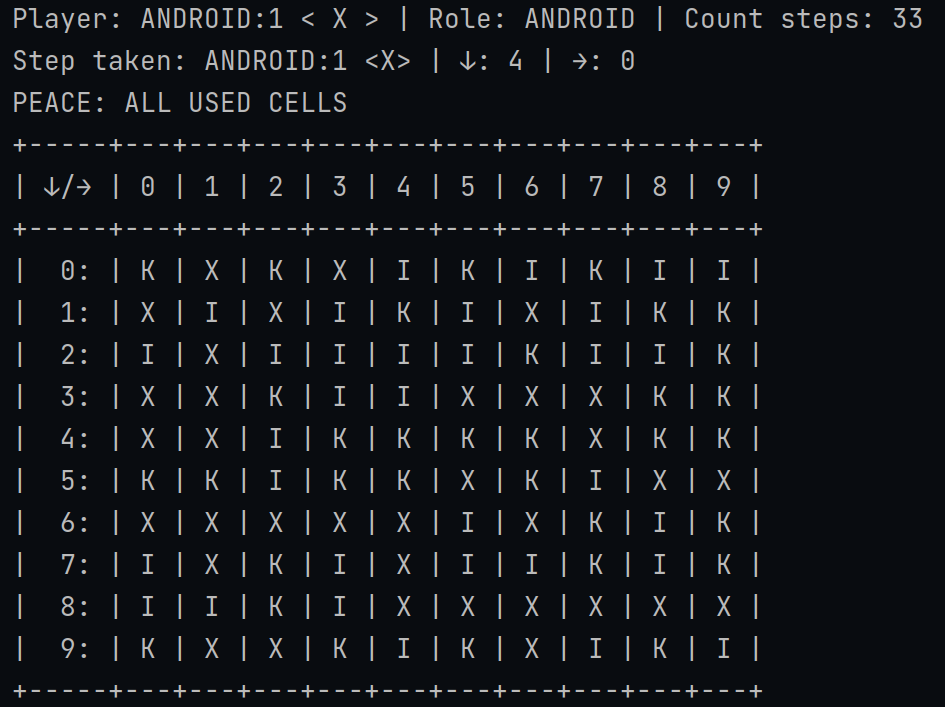 Player: ANDROID:1 < X > | Role: ANDROID | Count steps: 33
Step taken: ANDROID:1 <X> | ↓: 4 | →: 0
PEACE: ALL USED CELLS
+------+---+---+---+---+---+---+---+---+---+---+
| ↓/→ | 0 | 1 | 2 | 3 | 4 | 5 | 6 | 7 | 8 | 9 |
+------+---+---+---+---+---+---+---+---+---+---+
|  0: | K | X | K | X | I | K | I | K | I | I |
|  1: | X | I | X | I | K | I | X | I | K | K |
|  2: | I | X | I | I | I | I | K | I | I | K |
|  3: | X | X | K | I | I | X | X | X | K | K |
|  4: | X | X | I | K | K | K | K | X | K | K |
|  5: | K | K | I | K | K | X | K | I | X | X |
|  6: | X | X | X | X | X | I | X | K | I | K |
|  7: | I | X | K | I | X | I | I | K | I | K |
|  8: | I | I | K | I | X | X | X | X | X | X |
|  9: | K | X | X | K | I | K | X | I | K | I |
+------+---+---+---+---+---+---+---+---+---+---+